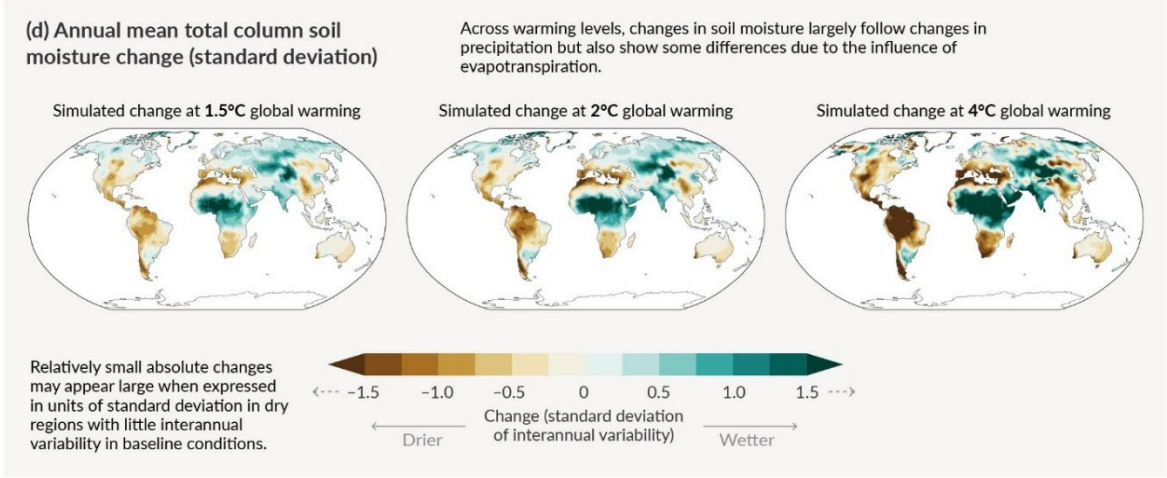 (d) Annual mean total column soil
moisture change (standard deviation)
Across warming levels, changes in soil moisture largely follow changes in
precipitation but also show some differences due to the influence of
evapotranspiration.
Simulated change at 1.5°C global warming
Simulated change at 2°C global warming
Simulated change at 4°C global warming
Relatively small absolute changes
may appear large when expressed
in units of standard deviation in dry
regions with little interannual
variability in baseline conditions.
−1.5 −1.0 −0.5 0 0.5 1.0 1.5
Change (standard deviation
of interannual variability)
Drier
Wetter